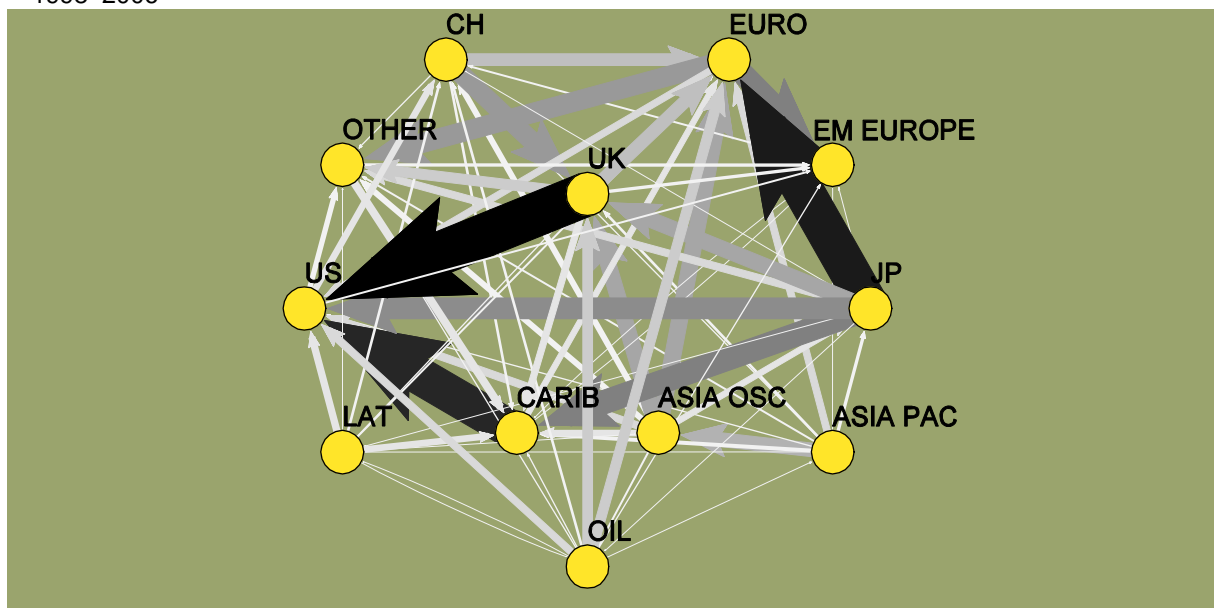 CH
EURO
OTHER
EM EUROPE
UK
US
JP
LAT
CARIB
ASIA OSC
ASIA PAC
OIL